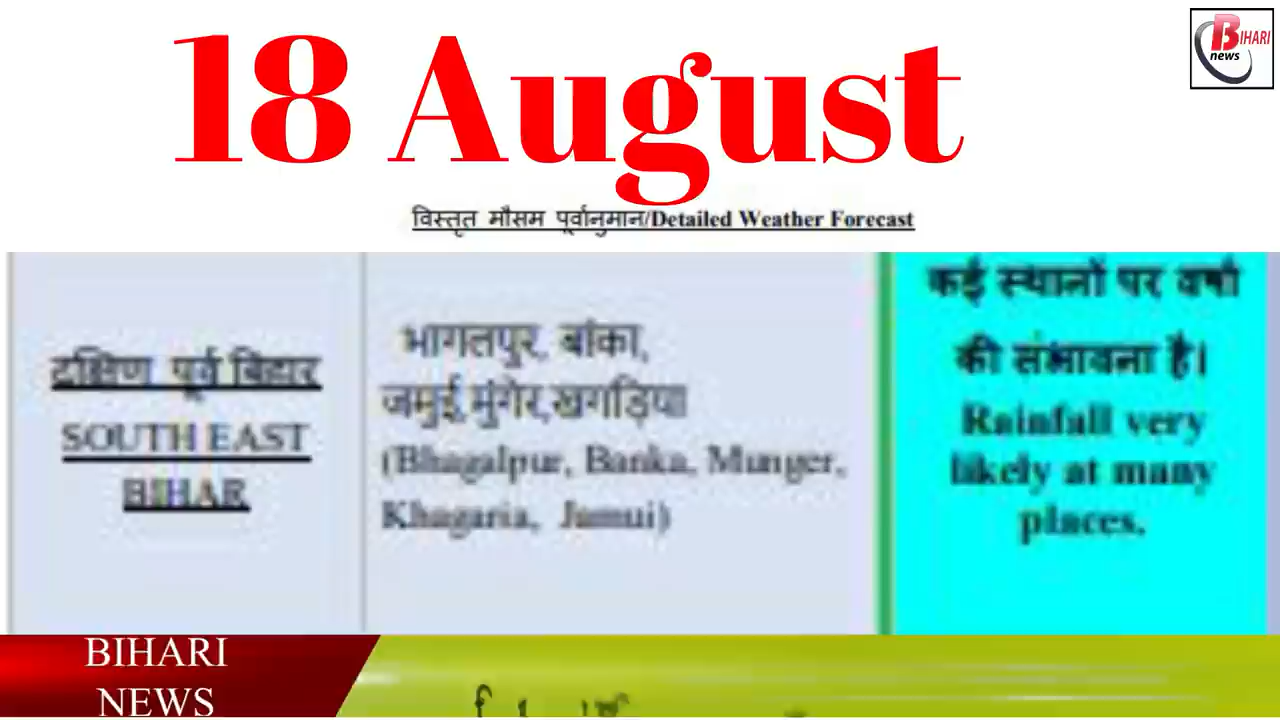 18 August
BIHARI
news
विस्तृत मौसम पूर्वानुमान/Detailed Weather Forecast
दक्षिण पूर्व बिहार
SOUTH EAST
BIHAR
भागलपुर, बांका,
जमुई,मुंगेर,खगड़िया
(Bhagalpur, Banka, Munger,
Khagaria, Jamui)
कई स्थानों पर वर्षा
की संभावना है।
Rainfall very
likely at many
places.
BIHARI
NEWS